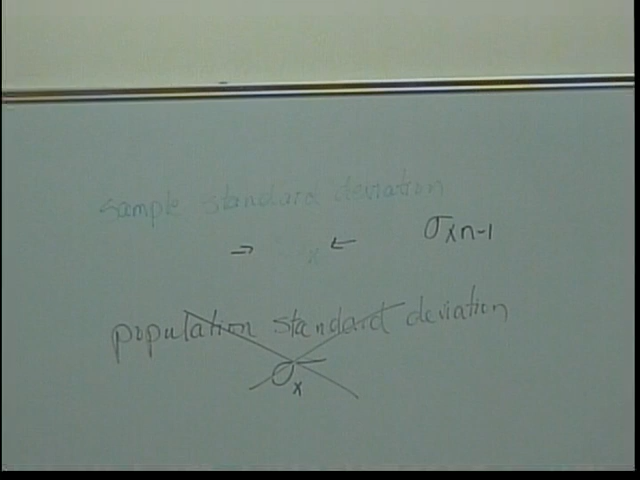 sample standard deviation
→ x ← σxn-1
population standard deviation
σx